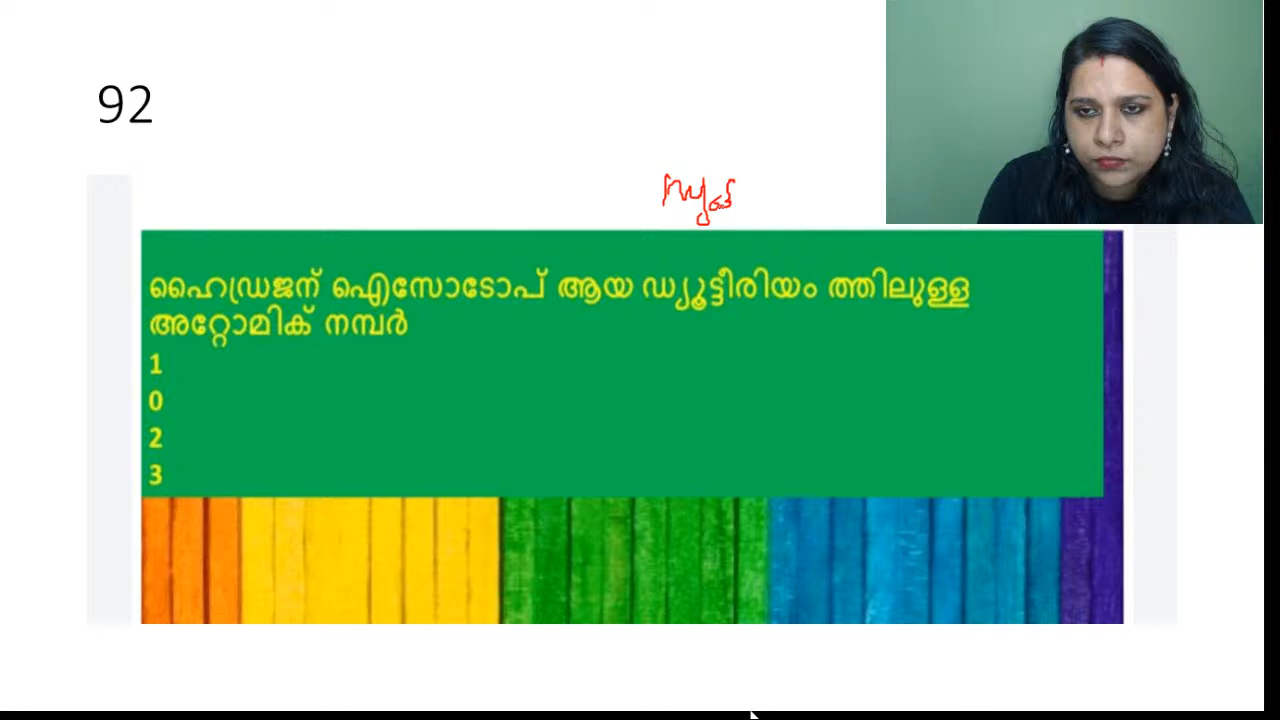 92
ഹൈഡ്രജന് ഐസോടോപ് ആയ ഡ്യൂട്ടീരിയം ത്തിലുള്ള
അറ്റോമിക് നമ്പർ
1
0
2
3